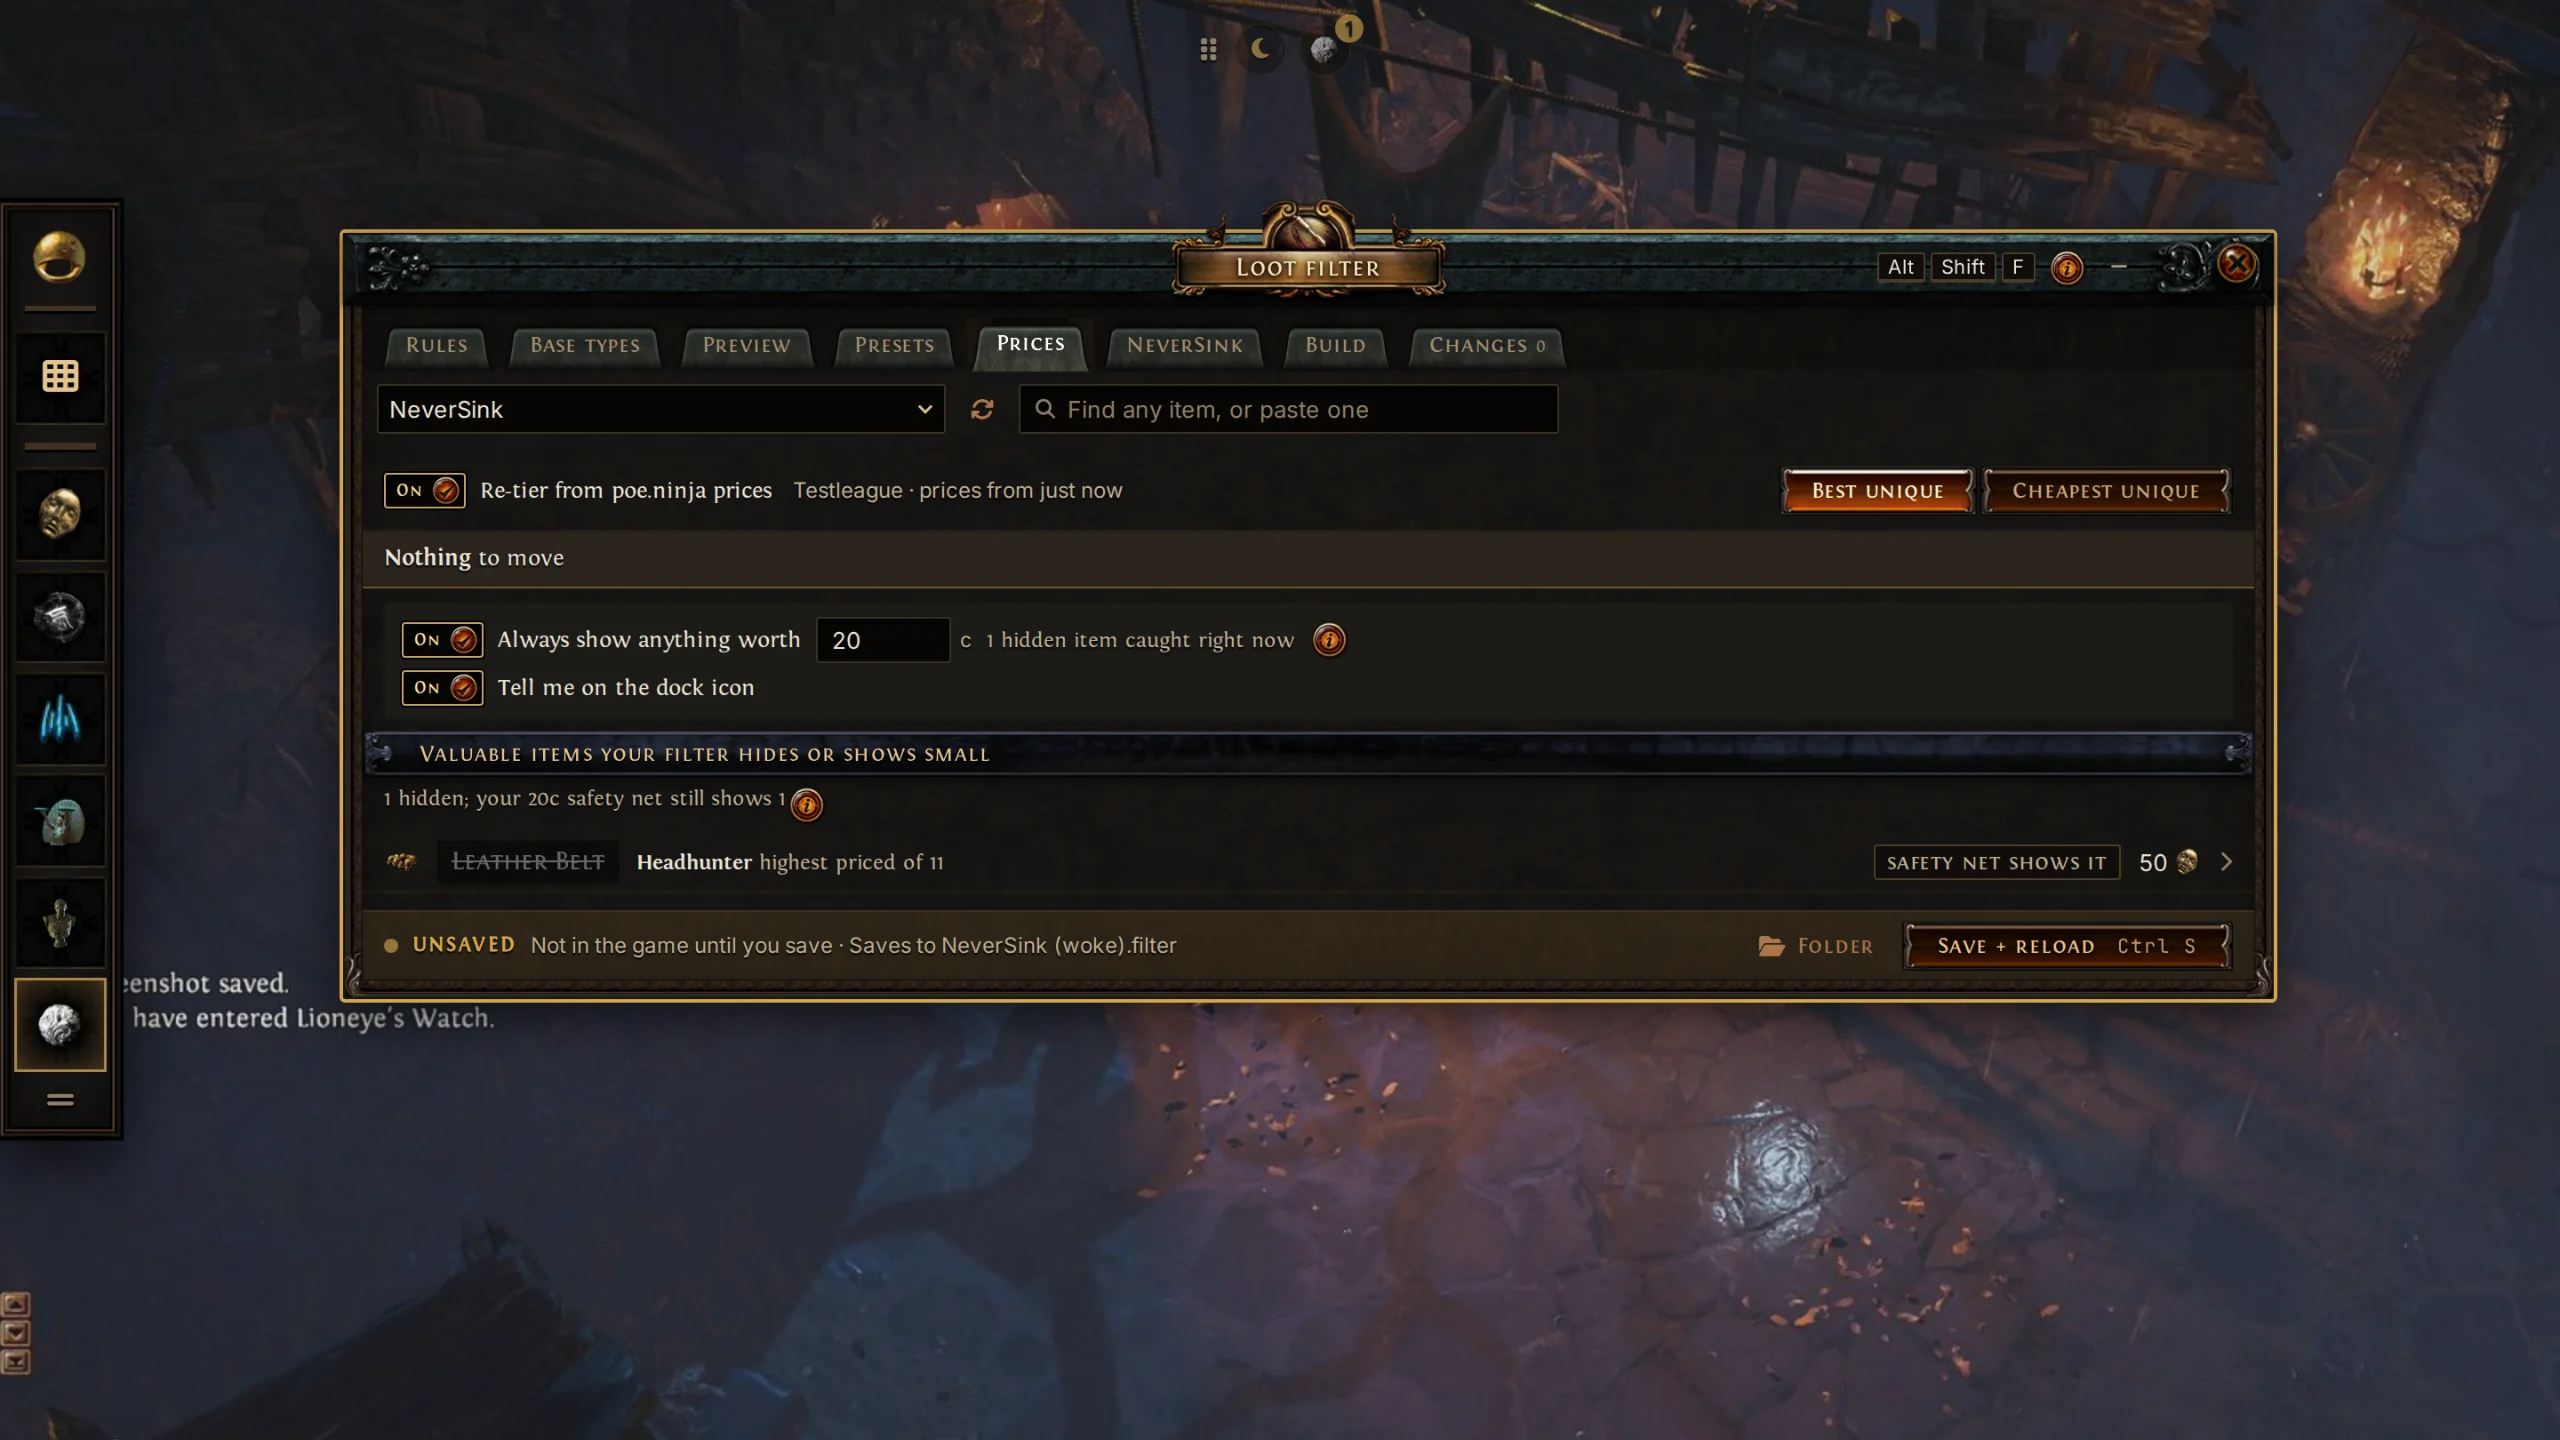 1
LOOT FILTER
Alt Shift F
RULES BASE TYPES PREVIEW PRESETS PRICES NEVERSINK BUILD CHANGES 0
NeverSink Find any item, or paste one
ON Re-tier from poe.ninja prices Testleague · prices from just now BEST UNIQUE CHEAPEST UNIQUE
Nothing to move
ON Always show anything worth 20 c 1 hidden item caught right now
ON Tell me on the dock icon
VALUABLE ITEMS YOUR FILTER HIDES OR SHOWS SMALL
1 hidden; your 20c safety net still shows 1
LEATHER BELT Headhunter highest priced of 11 SAFETY NET SHOWS IT 50
UNSAVED Not in the game until you save · Saves to NeverSink (woke).filter FOLDER SAVE + RELOAD Ctrl S
eenshot saved.
have entered Lioneye's Watch.